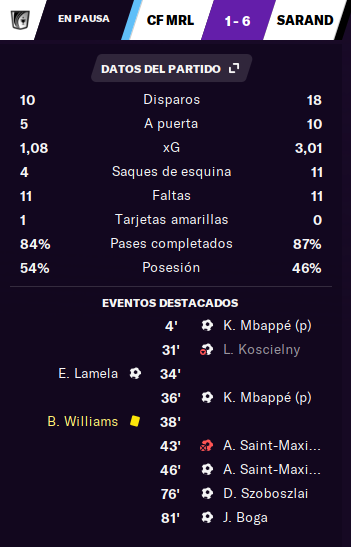 EN PAUSA CF MRL 1 - 6 SARAND
DATOS DEL PARTIDO
10 Disparos 18
5 A puerta 10
1,08 xG 3,01
4 Saques de esquina 11
11 Faltas 11
1 Tarjetas amarillas 0
84% Pases completados 87%
54% Posesión 46%
EVENTOS DESTACADOS
4' K. Mbappé (p)
31' L. Koscielny
E. Lamela 34'
36' K. Mbappé (p)
B. Williams 38'
43' A. Saint-Maxi...
46' A. Saint-Maxi...
76' D. Szoboszlai
81' J. Boga